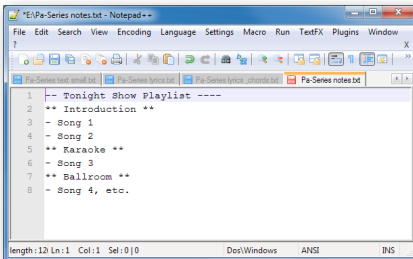 *E:\Pa-Series notes.txt - Notepad++
File Edit Search View Encoding Language Settings Macro Run TextFX Plugins Window
? X
Pa-Series text small.txt Pa-Series lyrics.txt Pa-Series lyrics_chords.txt Pa-Series notes.txt
1 -- Tonight Show Playlist ----
2 ** Introduction **
3 - Song 1
4 - Song 2
5 ** Karaoke **
6 - Song 3
7 ** Ballroom **
8 - Song 4, etc.
length : 12 Ln : 1 Col : 1 Sel : 0 | 0 Dos\Windows ANSI INS